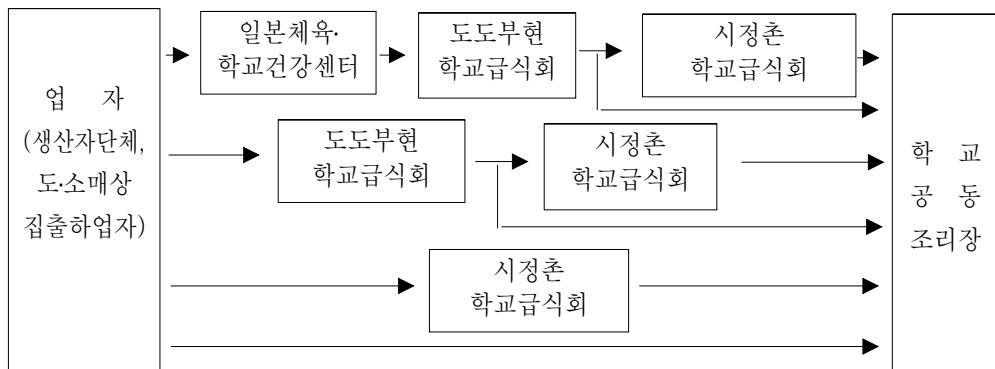 업 자
(생산자단체,
도·소매상
집출하업자)
일본체육·
학교건강센터
도도부현
학교급식회
시정촌
학교급식회
도도부현
학교급식회
시정촌
학교급식회
시정촌
학교급식회
학 교
공 동
조리장